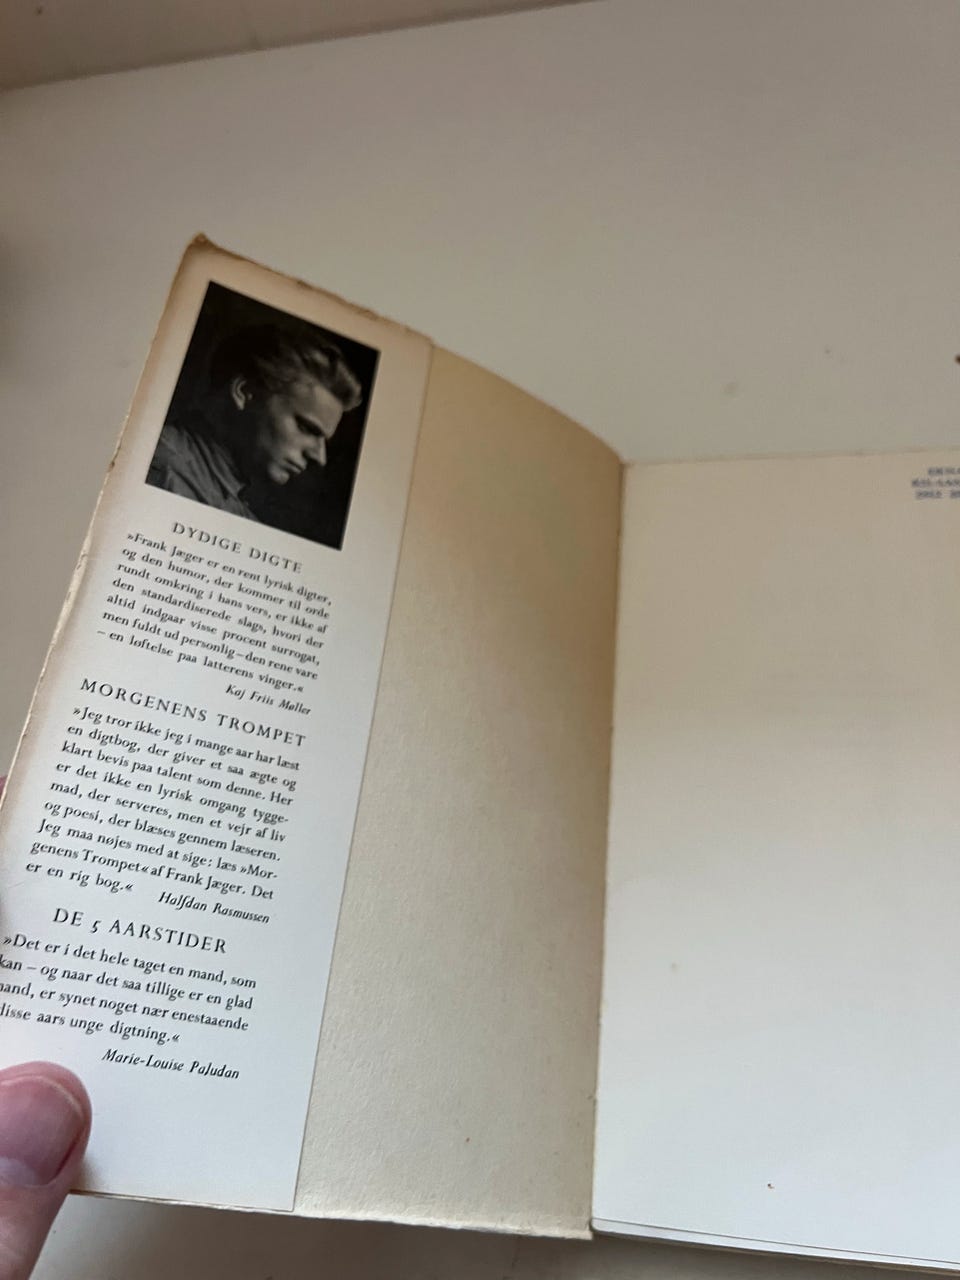 DYDIGE DIGTE
»Frank Jæger er en rent lyrisk digter,
og den humor, der kommer til orde
rundt omkring i hans vers, er ikke af
den standardiserede slags, hvori der
altid indgaar visse procent surrogat,
men fuldt ud personlig – den rene vare
– en løftelse paa latterens vinger.«
Kaj Friis Møller
MORGENENS TROMPET
»Jeg tror ikke jeg i mange aar har læst
en digtbog, der giver et saa ægte og
klart bevis paa talent som denne. Her
er det ikke en lyrisk omgang tygge-
mad, der serveres, men et vejr af liv
og poesi, der blæses gennem læseren.
Jeg maa nøjes med at sige: læs »Mor-
genens Trompet« af Frank Jæger. Det
er en rig bog.« Halfdan Rasmussen
DE 5 AARSTIDER
»Det er i det hele taget en mand, som
kan – og naar det saa tillige er en glad
mand, er synet noget nær enestaaende
disse aars unge digtning.«
Marie-Louise Paludan